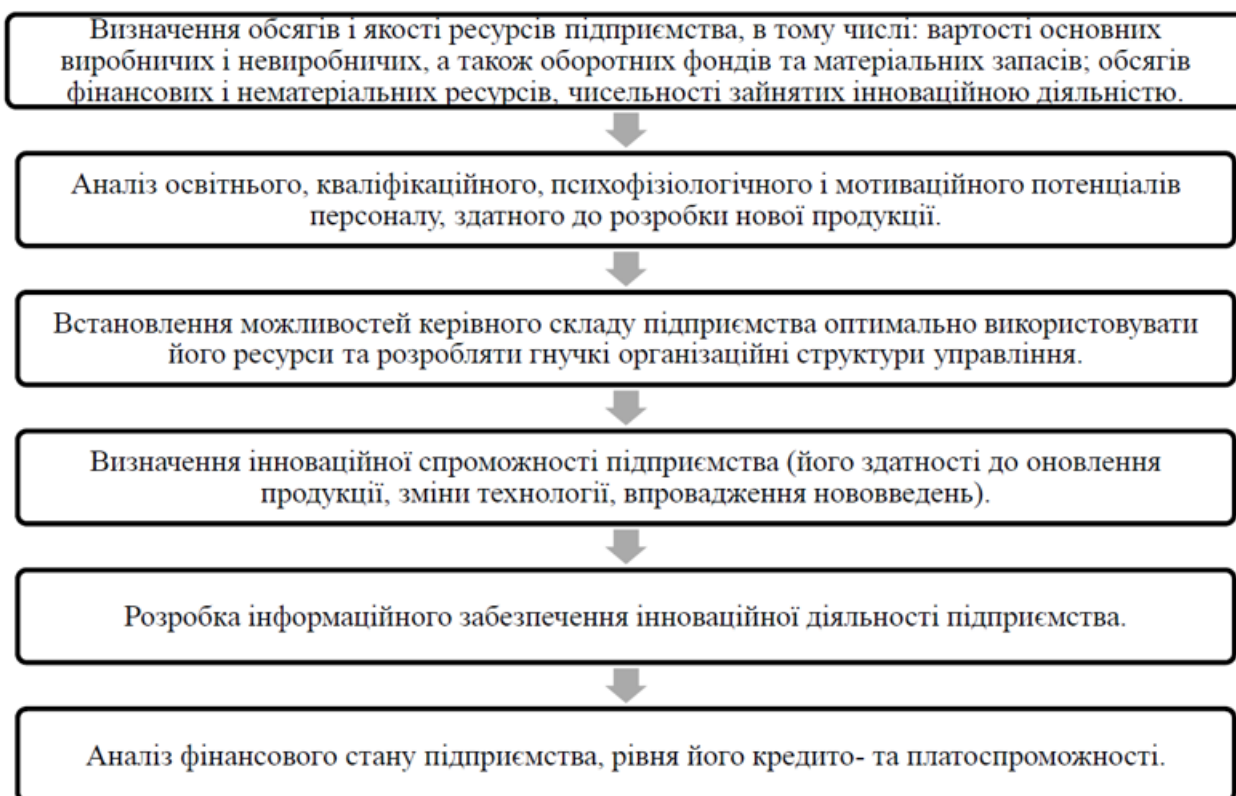 Визначення обсягів і якості ресурсів підприємства, в тому числі: вартості основних
виробничих і невиробничих, а також оборотних фондів та матеріальних запасів; обсягів
фінансових і нематеріальних ресурсів, чисельності зайнятих інноваційною діяльністю.
Аналіз освітнього, кваліфікаційного, психофізіологічного і мотиваційного потенціалів
персоналу, здатного до розробки нової продукції.
Встановлення можливостей керівного складу підприємства оптимально використовувати
його ресурси та розробляти гнучкі організаційні структури управління.
Визначення інноваційної спроможності підприємства (його здатності до оновлення
продукції, зміни технології, впровадження нововведень).
Розробка інформаційного забезпечення інноваційної діяльності підприємства.
Аналіз фінансового стану підприємства, рівня його кредито- та платоспроможності.